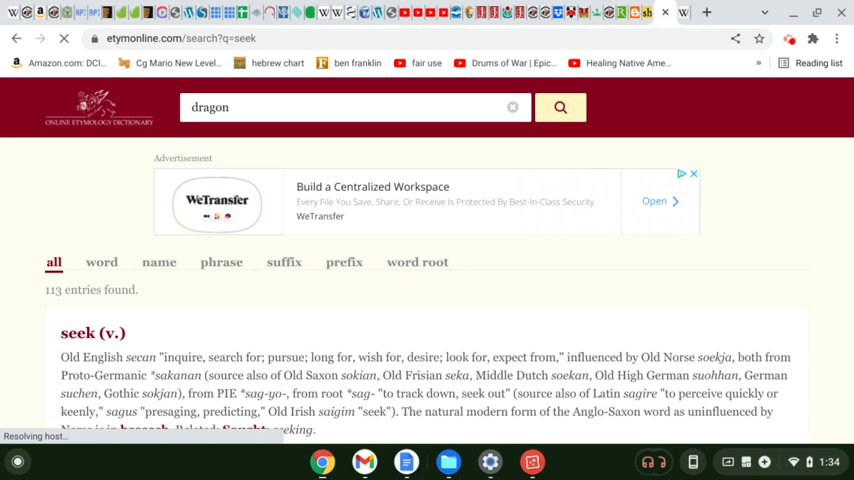 etymonline.com/search?q=seek
Amazon.com: DCI... Cg Mario New Level... hebrew chart ben franklin fair use Drums of War | Epic... Healing Native Ame... » Reading list
ONLINE ETYMOLOGY DICTIONARY
dragon
Advertisement
WeTransfer
Build a Centralized Workspace
Every File You Save, Share, Or Receive Is Protected By Best-In-Class Security.
WeTransfer
Open
all word name phrase suffix prefix word root
113 entries found.
seek (v.)
Old English secan "inquire, search for; pursue; long for, wish for, desire; look for, expect from," influenced by Old Norse soekja, both from
Proto-Germanic *sakanan (source also of Old Saxon sokian, Old Frisian seka, Middle Dutch soekan, Old High German suohhan, German
suchen, Gothic sokjan), from PIE *sag-yo-, from root *sag- "to track down, seek out" (source also of Latin sagire "to perceive quickly or
keenly," sagus "presaging, predicting," Old Irish saigim "seek"). The natural modern form of the Anglo-Saxon word as uninfluenced by
Norse is in beseech. Related: Sought; seeking.
Resolving host...
1:34